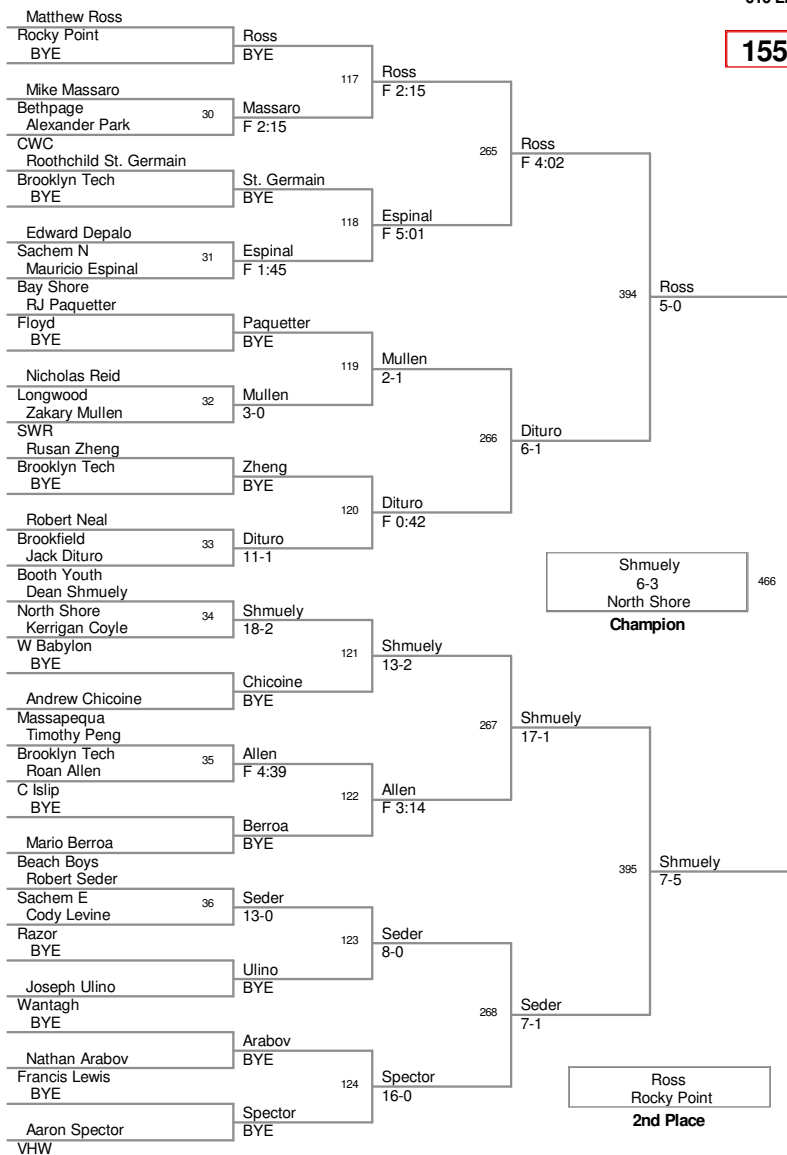 155
Matthew Ross
Rocky Point
BYE
Mike Massaro
Bethpage
Alexander Park
CWC
Roothchild St. Germain
Brooklyn Tech
BYE
Edward Depalo
Sachem N
Mauricio Espinal
Bay Shore
RJ Paquetter
Floyd
BYE
Nicholas Reid
Longwood
Zakary Mullen
SWR
Rusan Zheng
Brooklyn Tech
BYE
Robert Neal
Brookfield
Jack Dituro
Booth Youth
Dean Shmuely
North Shore
Kerrigan Coyle
W Babylon
BYE
Andrew Chicoine
Massapequa
Timothy Peng
Brooklyn Tech
Roan Allen
C Islip
BYE
Mario Berroa
Beach Boys
Robert Seder
Sachem E
Cody Levine
Razor
BYE
Joseph Ulino
Wantagh
BYE
Nathan Arabov
Francis Lewis
BYE
Aaron Spector
VHW
30
31
32
33
34
35
36
Ross
BYE
Massaro
F 2:15
St. Germain
BYE
Espinal
F 1:45
Paquetter
BYE
Mullen
3-0
Zheng
BYE
Dituro
11-1
Shmuely
18-2
Chicoine
BYE
Allen
F 4:39
Berroa
BYE
Seder
13-0
Ulino
BYE
Arabov
BYE
Spector
BYE
117
118
119
120
121
122
123
124
Ross
F 2:15
Espinal
F 5:01
Mullen
2-1
Dituro
F 0:42
Shmuely
13-2
Allen
F 3:14
Seder
8-0
Spector
16-0
265
266
267
268
Ross
F 4:02
Dituro
6-1
Shmuely
17-1
Seder
7-1
394
395
Ross
5-0
Shmuely
7-5
Shmuely
6-3
North Shore
466
Champion
Ross
Rocky Point
2nd Place